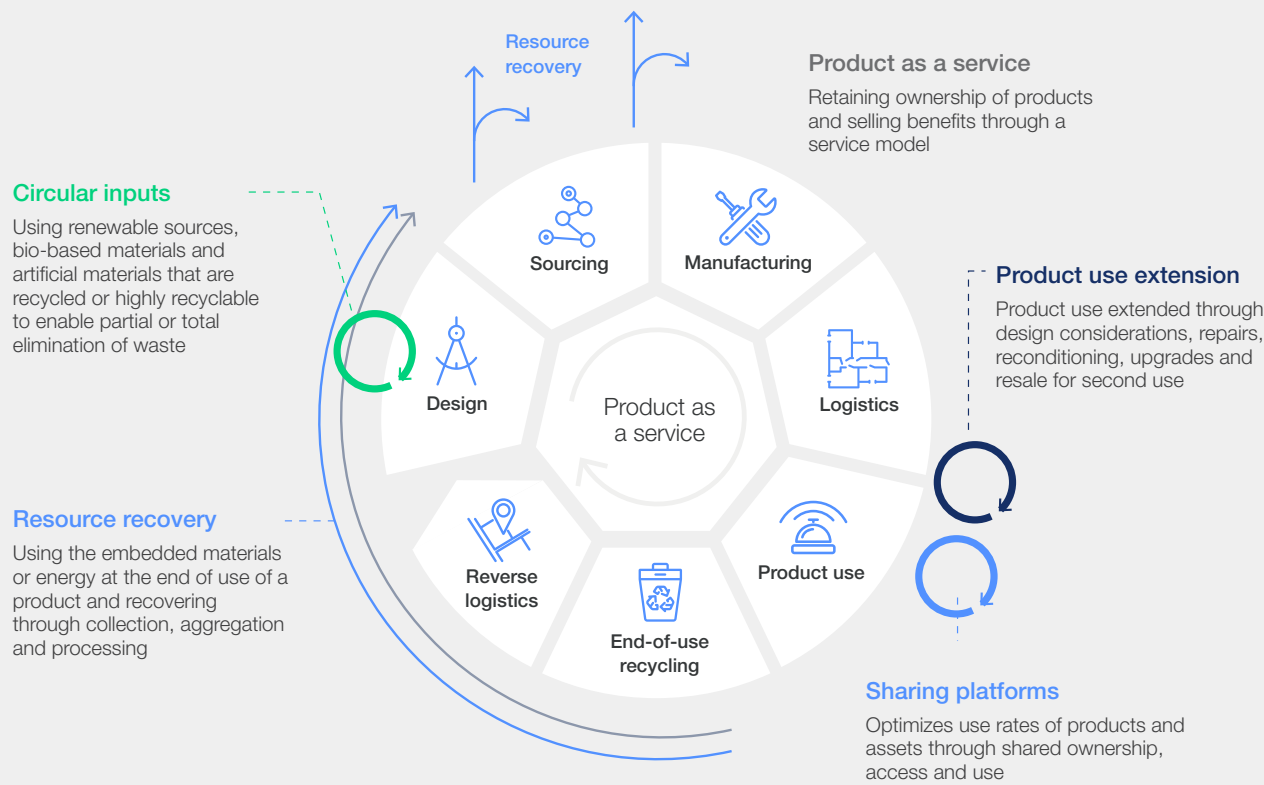 Resource
recovery
Product as a service
Retaining ownership of products
and selling benefits through a
service model
Circular inputs
Using renewable sources,
bio-based materials and
artificial materials that are
recycled or highly recyclable
to enable partial or total
elimination of waste
Sourcing
Manufacturing
Product use extension
Product use extended through
design considerations, repairs,
reconditioning, upgrades and
resale for second use
Design
Logistics
Product as
a service
Resource recovery
Using the embedded materials
or energy at the end of use of a
product and recovering
through collection, aggregation
and processing
Reverse
logistics
Product use
End-of-use
recycling
Sharing platforms
Optimizes use rates of products and
assets through shared ownership,
access and use